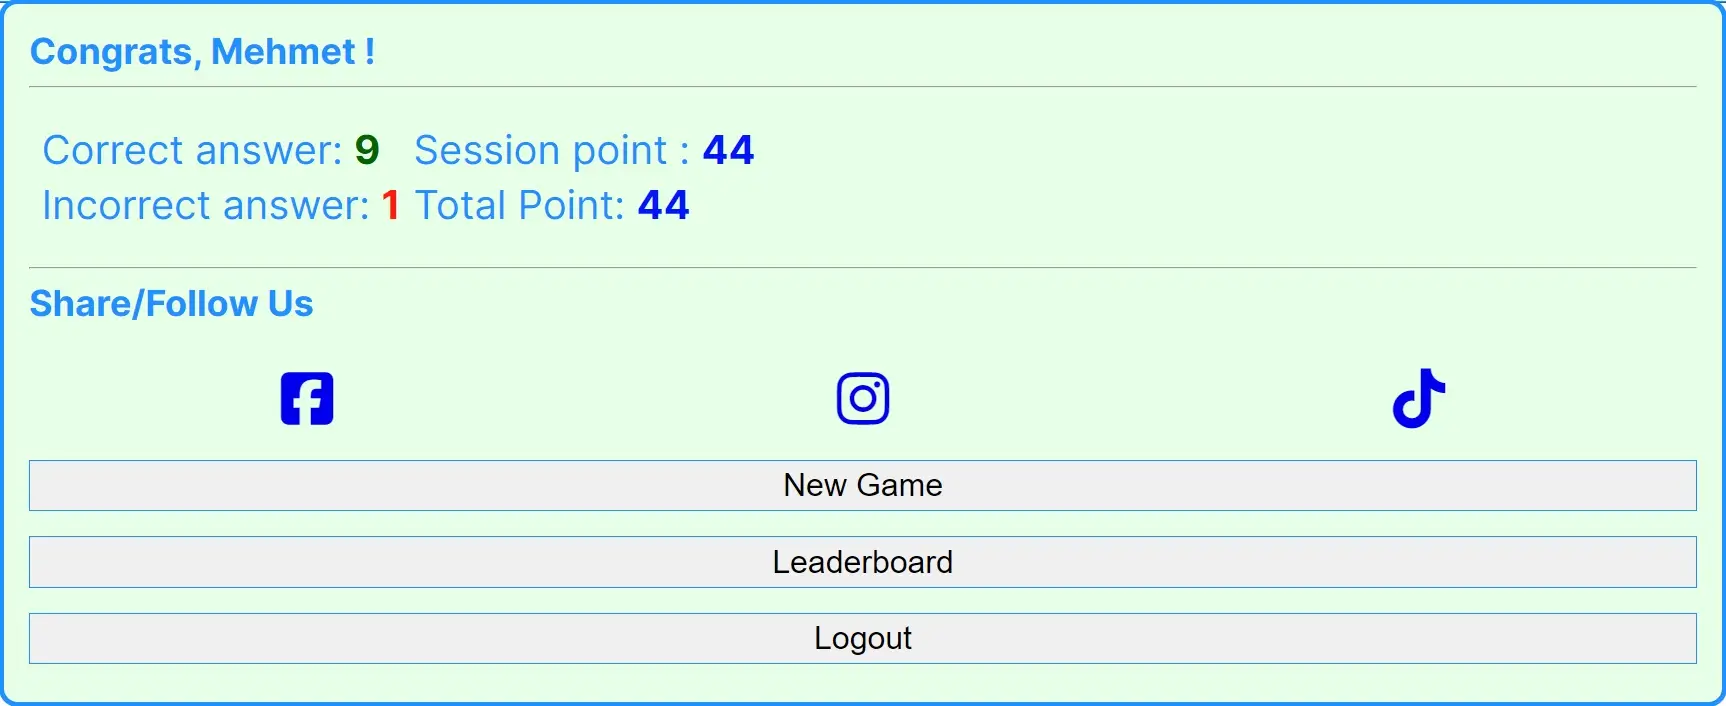 Congrats, Mehmet !
Correct answer: 9 Session point : 44
Incorrect answer: 1 Total Point: 44
Share/Follow Us
New Game
Leaderboard
Logout